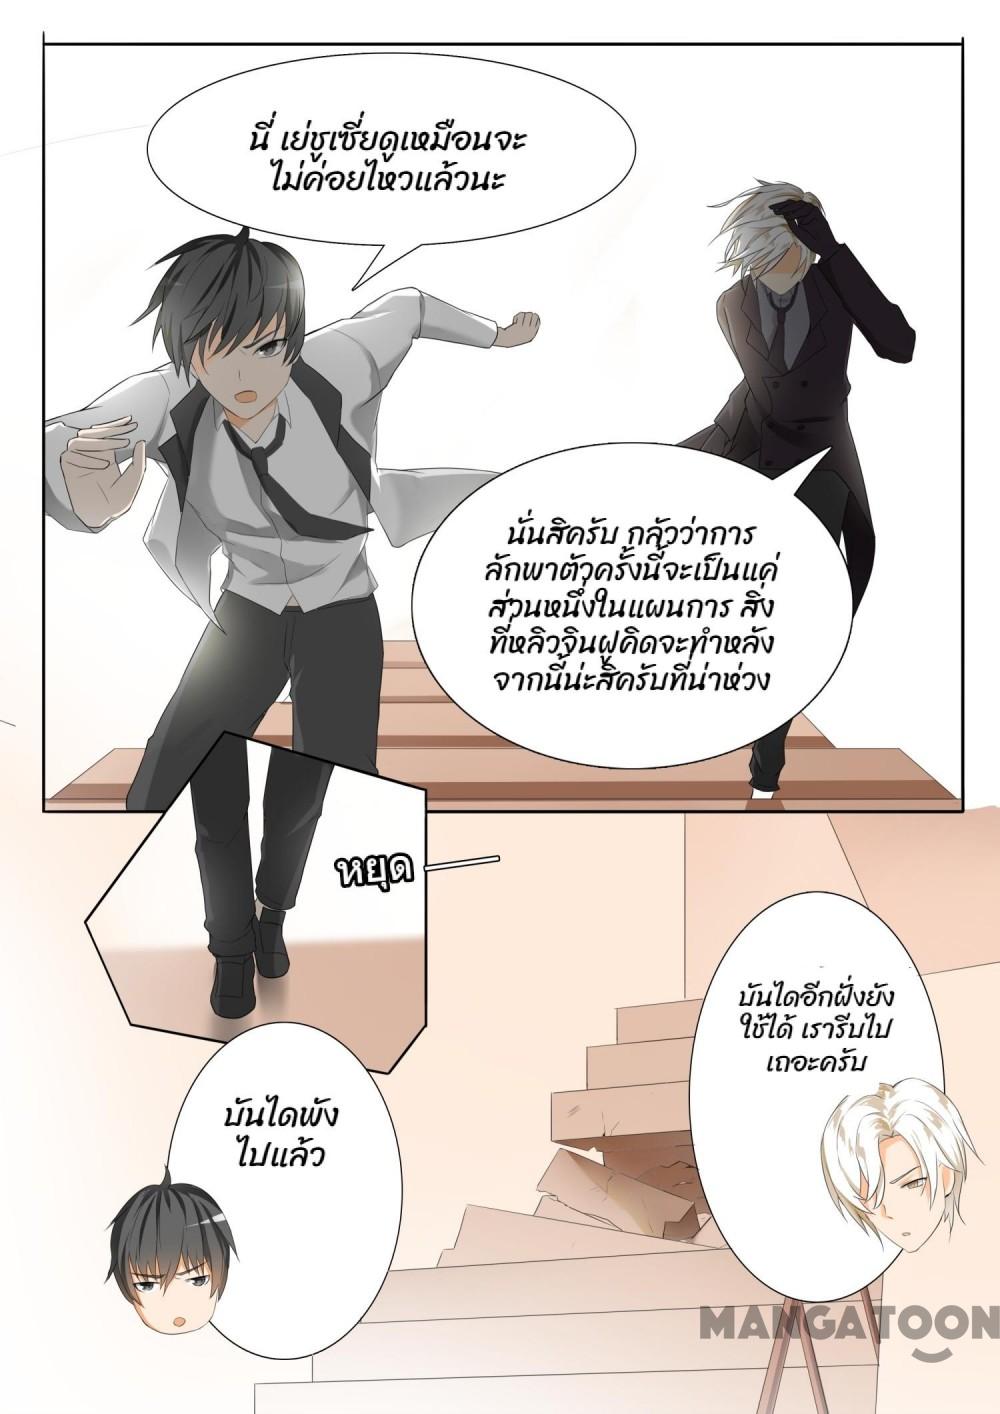 นี่ เย่ชูเซี่ยดูเหมือนจะ
ไม่ค่อยไหวแล้วนะ
นั่นสิครับ กลัวว่าการ
ลักพาตัวครั้งนี้จะเป็นแค่
ส่วนหนึ่งในแผนการ สิ่ง
ที่หลิวจินฝูคิดจะทำหลัง
จากนี้น่ะสิครับที่น่าห่วง
หยุด
บันไดอีกฝั่งยัง
ใช้ได้ เรารีบไป
เถอะครับ
บันไดพัง
ไปแล้ว
MANGATOON